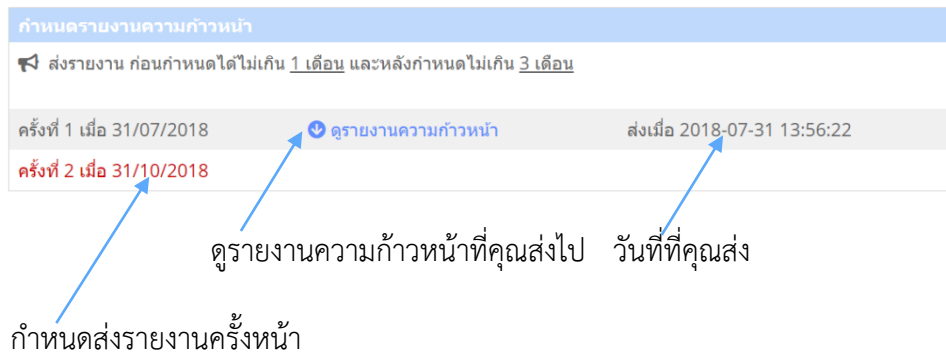 กำหนดรายงานความก้าวหน้า
ส่งรายงาน ก่อนกำหนดได้ไม่เกิน 1 เดือน และหลังกำหนดไม่เกิน 3 เดือน
ครั้งที่ 1 เมื่อ 31/07/2018 ดูรายงานความก้าวหน้า ส่งเมื่อ 2018-07-31 13:56:22
ครั้งที่ 2 เมื่อ 31/10/2018
ดูรายงานความก้าวหน้าที่คุณส่งไป วันที่ที่คุณส่ง
กำหนดส่งรายงานครั้งหน้า